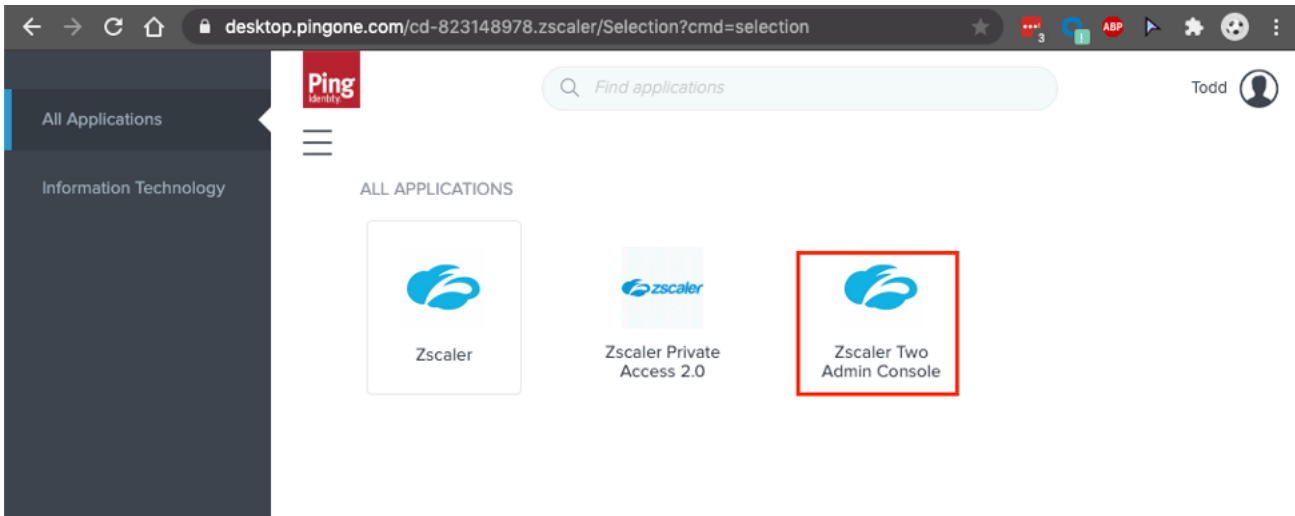 desktop.pingone.com/cd-823148978.zscaler/Selection?cmd=selection
3
!
ABP
Ping
Identity
Find applications
Todd
All Applications
Information Technology
ALL APPLICATIONS
zscaler
Zscaler
Zscaler Private
Access 2.0
Zscaler Two
Admin Console